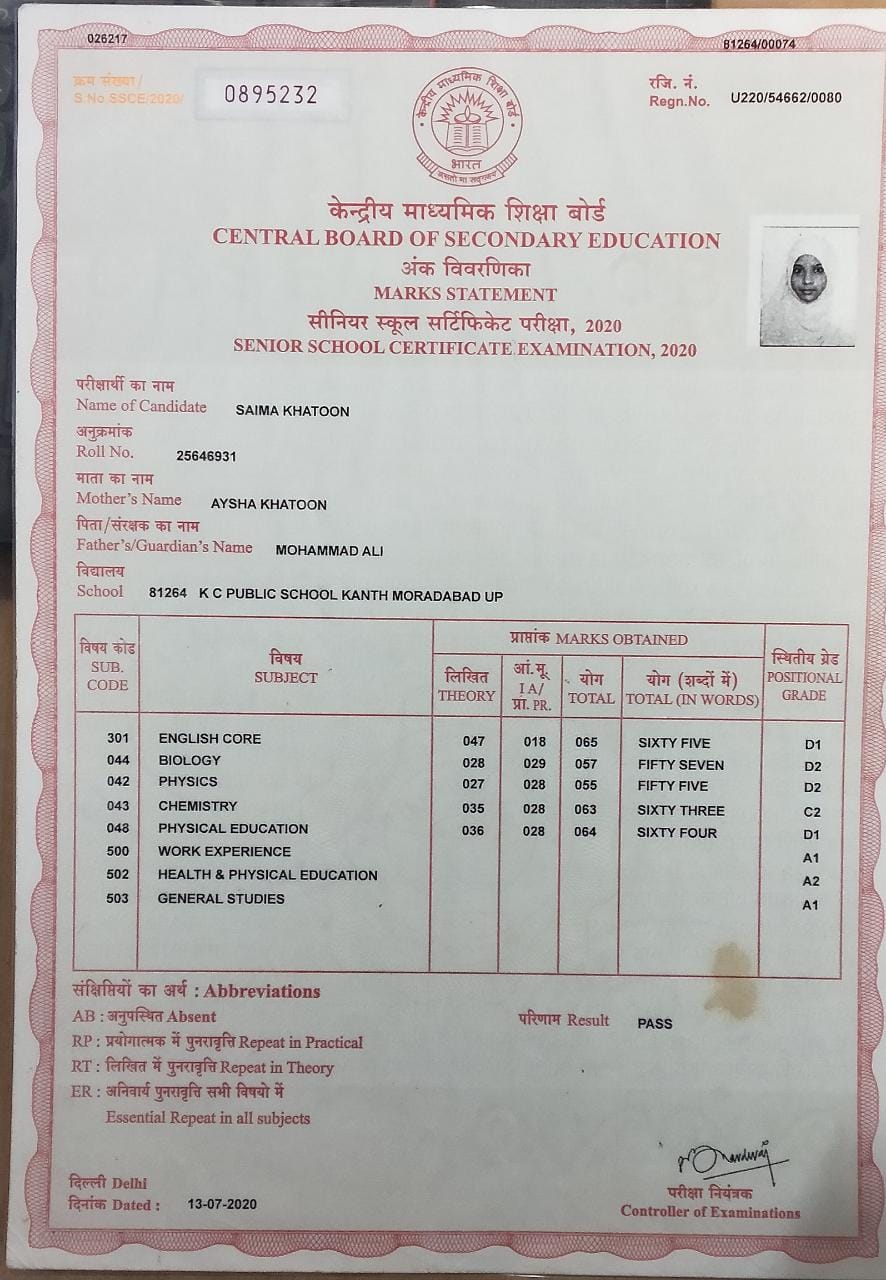 026217
81264/00074
क्रम संख्या/
S.No.SSCE/2020/
0895232
रजि. नं.
Regn.No. U220/54662/0080
केन्द्रीय माध्यमिक शिक्षा बोर्ड
भारत
असतो मा सद्गमय
केन्द्रीय माध्यमिक शिक्षा बोर्ड
CENTRAL BOARD OF SECONDARY EDUCATION
अंक विवरणिका
MARKS STATEMENT
सीनियर स्कूल सर्टिफिकेट परीक्षा, 2020
SENIOR SCHOOL CERTIFICATE EXAMINATION, 2020
परीक्षार्थी का नाम
Name of Candidate SAIMA KHATOON
अनुक्रमांक
Roll No. 25646931
माता का नाम
Mother's Name AYSHA KHATOON
पिता/संरक्षक का नाम
Father's/Guardian's Name MOHAMMAD ALI
विद्यालय
School 81264 K C PUBLIC SCHOOL KANTH MORADABAD UP
विषय कोड
SUB.
CODE
विषय
SUBJECT
प्राप्तांक MARKS OBTAINED
लिखित
THEORY
आं.मू.
I A/
प्रा. PR.
योग
TOTAL
योग (शब्दों में)
TOTAL (IN WORDS)
स्थितीय ग्रेड
POSITIONAL
GRADE
301 ENGLISH CORE 047 018 065 SIXTY FIVE D1
044 BIOLOGY 028 029 057 FIFTY SEVEN D2
042 PHYSICS 027 028 055 FIFTY FIVE D2
043 CHEMISTRY 035 028 063 SIXTY THREE C2
048 PHYSICAL EDUCATION 036 028 064 SIXTY FOUR D1
500 WORK EXPERIENCE A1
502 HEALTH & PHYSICAL EDUCATION A2
503 GENERAL STUDIES A1
संक्षिप्तियों का अर्थ : Abbreviations
AB : अनुपस्थित Absent
परिणाम Result PASS
RP : प्रयोगात्मक में पुनरावृत्ति Repeat in Practical
RT : लिखित में पुनरावृत्ति Repeat in Theory
ER : अनिवार्य पुनरावृत्ति सभी विषयो में
Essential Repeat in all subjects
दिल्ली Delhi
दिनांक Dated : 13-07-2020
परीक्षा नियंत्रक
Controller of Examinations